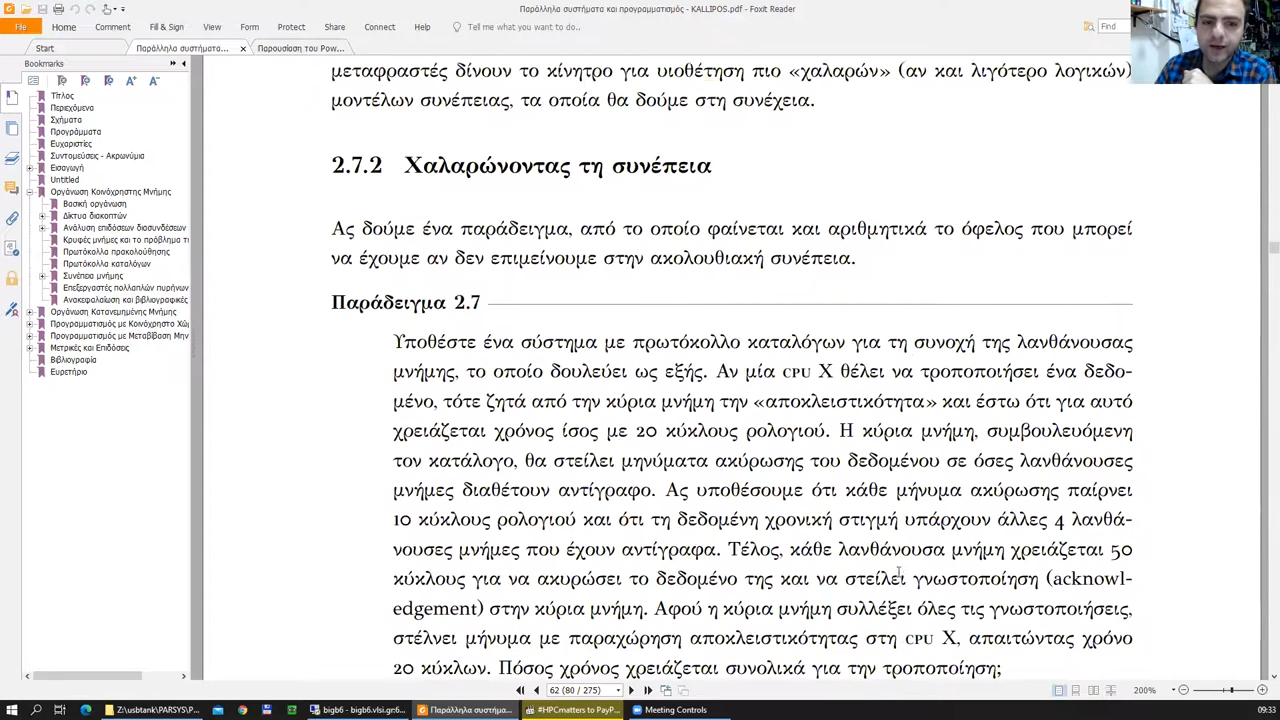 Παράλληλα συστήματα και προγραμματισμός - KALLIPOS.pdf - Foxit Reader
File
Home
Comment
Fill & Sign
View
Form
Protect
Share
Connect
Help
Tell me what you want to do...
Find
Start
Παράλληλα συστήματα...
Παρουσίαση του Pow...
Bookmarks
Τίτλος
Περιεχόμενα
Σχήματα
Προγράμματα
Ευχαριστίες
Συντομεύσεις - Ακρωνύμια
Εισαγωγή
Untitled
Οργάνωση Κοινόχρηστης Μνήμης
Βασική οργάνωση
Δίκτυα διακοπτών
Ανάλυση επιδόσεων διασυνδέσεων
Κρυφές μνήμες και το πρόβλημα τι
Πρωτόκολλα παρακολούθησης
Πρωτόκολλα καταλόγων
Συνέπεια μνήμης
Επεξεργαστές πολλαπλών πυρήνων
Ανακεφαλαίωση και βιβλιογραφικές
Οργάνωση Κατανεμημένης Μνήμης
Προγραμματισμός με Κοινόχρηστο Χώ
Προγραμματισμός με Μεταβίβαση Μην
Μετρικές και Επιδόσεις
Βιβλιογραφία
Ευρετήριο
μεταφραστές δίνουν το κίνητρο για υιοθέτηση πιο «χαλαρών» (αν και λιγότερο λογικών)
μοντέλων συνέπειας, τα οποία θα δούμε στη συνέχεια.
2.7.2 Χαλαρώνοντας τη συνέπεια
Ας δούμε ένα παράδειγμα, από το οποίο φαίνεται και αριθμητικά το όφελος που μπορεί
να έχουμε αν δεν επιμείνουμε στην ακολουθιακή συνέπεια.
Παράδειγμα 2.7
Υποθέστε ένα σύστημα με πρωτόκολλο καταλόγων για τη συνοχή της λανθάνουσας
μνήμης, το οποίο δουλεύει ως εξής. Αν μία CPU X θέλει να τροποποιήσει ένα δεδο-
μένο, τότε ζητά από την κύρια μνήμη την «αποκλειστικότητα» και έστω ότι για αυτό
χρειάζεται χρόνος ίσος με 20 κύκλους ρολογιού. Η κύρια μνήμη, συμβουλευόμενη
τον κατάλογο, θα στείλει μηνύματα ακύρωσης του δεδομένου σε όσες λανθάνουσες
μνήμες διαθέτουν αντίγραφο. Ας υποθέσουμε ότι κάθε μήνυμα ακύρωσης παίρνει
10 κύκλους ρολογιού και ότι τη δεδομένη χρονική στιγμή υπάρχουν άλλες 4 λανθά-
νουσες μνήμες που έχουν αντίγραφα. Τέλος, κάθε λανθάνουσα μνήμη χρειάζεται 50
κύκλους για να ακυρώσει το δεδομένο της και να στείλει γνωστοποίηση (acknowl-
edgement) στην κύρια μνήμη. Αφού η κύρια μνήμη συλλέξει όλες τις γνωστοποιήσεις,
στέλνει μήνυμα με παραχώρηση αποκλειστικότητας στη CPU X, απαιτώντας χρόνο
20 κύκλων. Πόσος χρόνος χρειάζεται συνολικά για την τροποποίηση;
62 (80 / 275)
200%
Z:\usbtank\PARSYS\P...
bigb6 - bigb6.vlsi.gr6...
Παράλληλα συστήμα...
#HPCmatters to PayP...
Meeting Controls
09:33